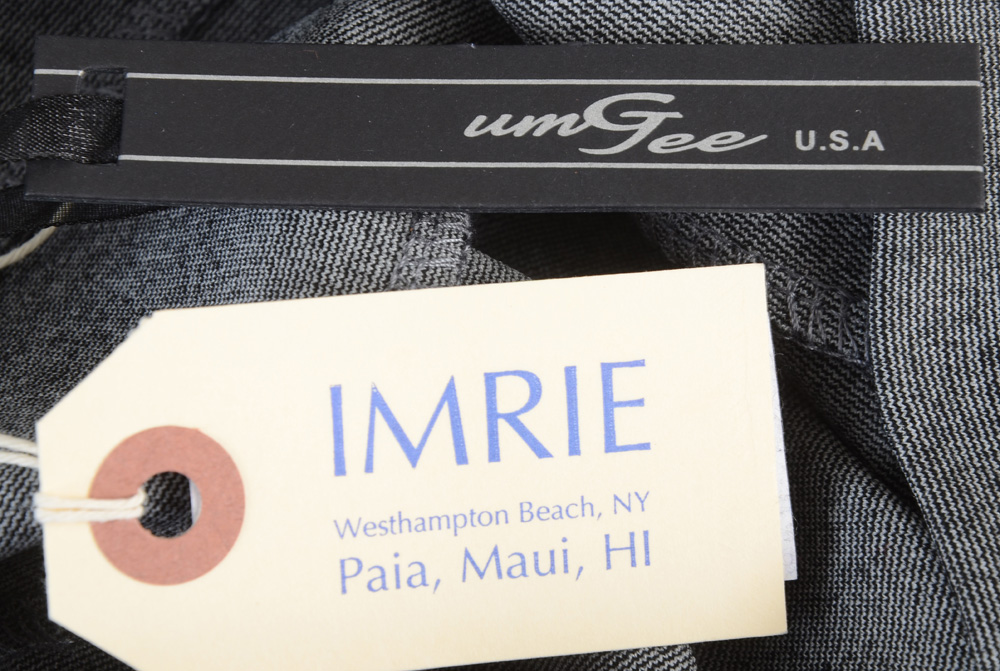 umGee U.S.A
IMRIE
Westhampton Beach, NY
Paia, Maui, HI